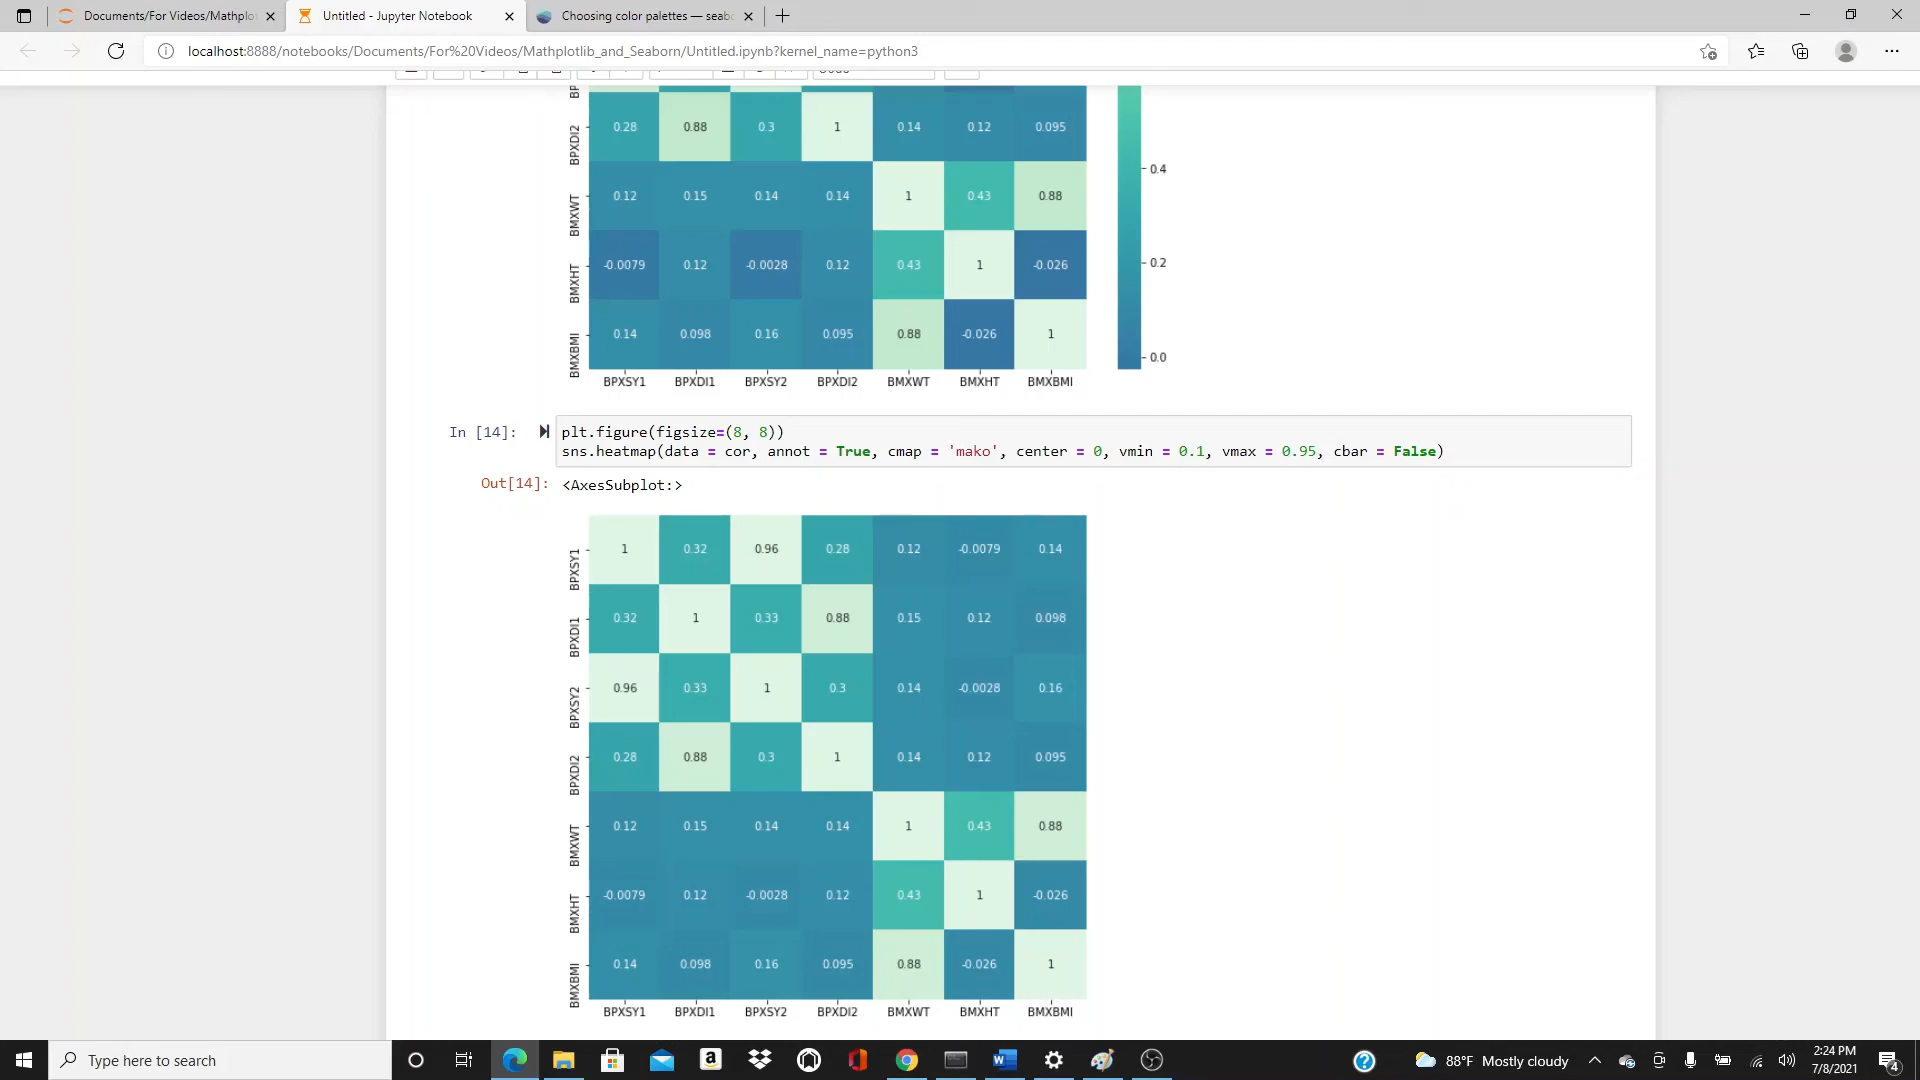 Documents/For Videos/Mathplo
Untitled - Jupyter Notebook
Choosing color palettes — seab
localhost:8888/notebooks/Documents/For%20Videos/Mathplotlib_and_Seaborn/Untitled.ipynb?kernel_name=python3
BPXDI2 0.28 0.88 0.3 1 0.14 0.12 0.095
0.4
BMXWT 0.12 0.15 0.14 0.14 1 0.43 0.88
BMXHT -0.0079 0.12 -0.0028 0.12 0.43 1 -0.026
0.2
BMXBMI 0.14 0.098 0.16 0.095 0.88 -0.026 1
0.0
BPXSY1 BPXDI1 BPXSY2 BPXDI2 BMXWT BMXHT BMXBMI
In [14]: plt.figure(figsize=(8, 8))
sns.heatmap(data = cor, annot = True, cmap = 'mako', center = 0, vmin = 0.1, vmax = 0.95, cbar = False)
Out[14]: <AxesSubplot:>
BPXSY1 1 0.32 0.96 0.28 0.12 -0.0079 0.14
BPXDI1 0.32 1 0.33 0.88 0.15 0.12 0.098
BPXSY2 0.96 0.33 1 0.3 0.14 -0.0028 0.16
BPXDI2 0.28 0.88 0.3 1 0.14 0.12 0.095
BMXWT 0.12 0.15 0.14 0.14 1 0.43 0.88
BMXHT -0.0079 0.12 -0.0028 0.12 0.43 1 -0.026
BMXBMI 0.14 0.098 0.16 0.095 0.88 -0.026 1
BPXSY1 BPXDI1 BPXSY2 BPXDI2 BMXWT BMXHT BMXBMI
Type here to search
88°F Mostly cloudy
2:24 PM
7/8/2021
4